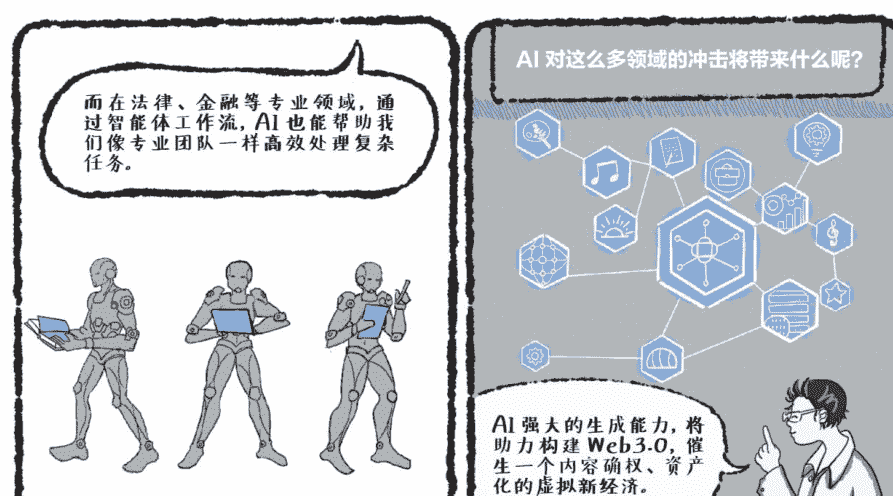 而在法律、金融等专业领域，通
过智能体工作流，AI也能帮助我
们像专业团队一样高效处理复杂
任务。
AI 对这么多领域的冲击将带来什么呢？
AI强大的生成能力，将
助力构建Web3.0，催
生一个内容确权、资产
化的虚拟新经济。